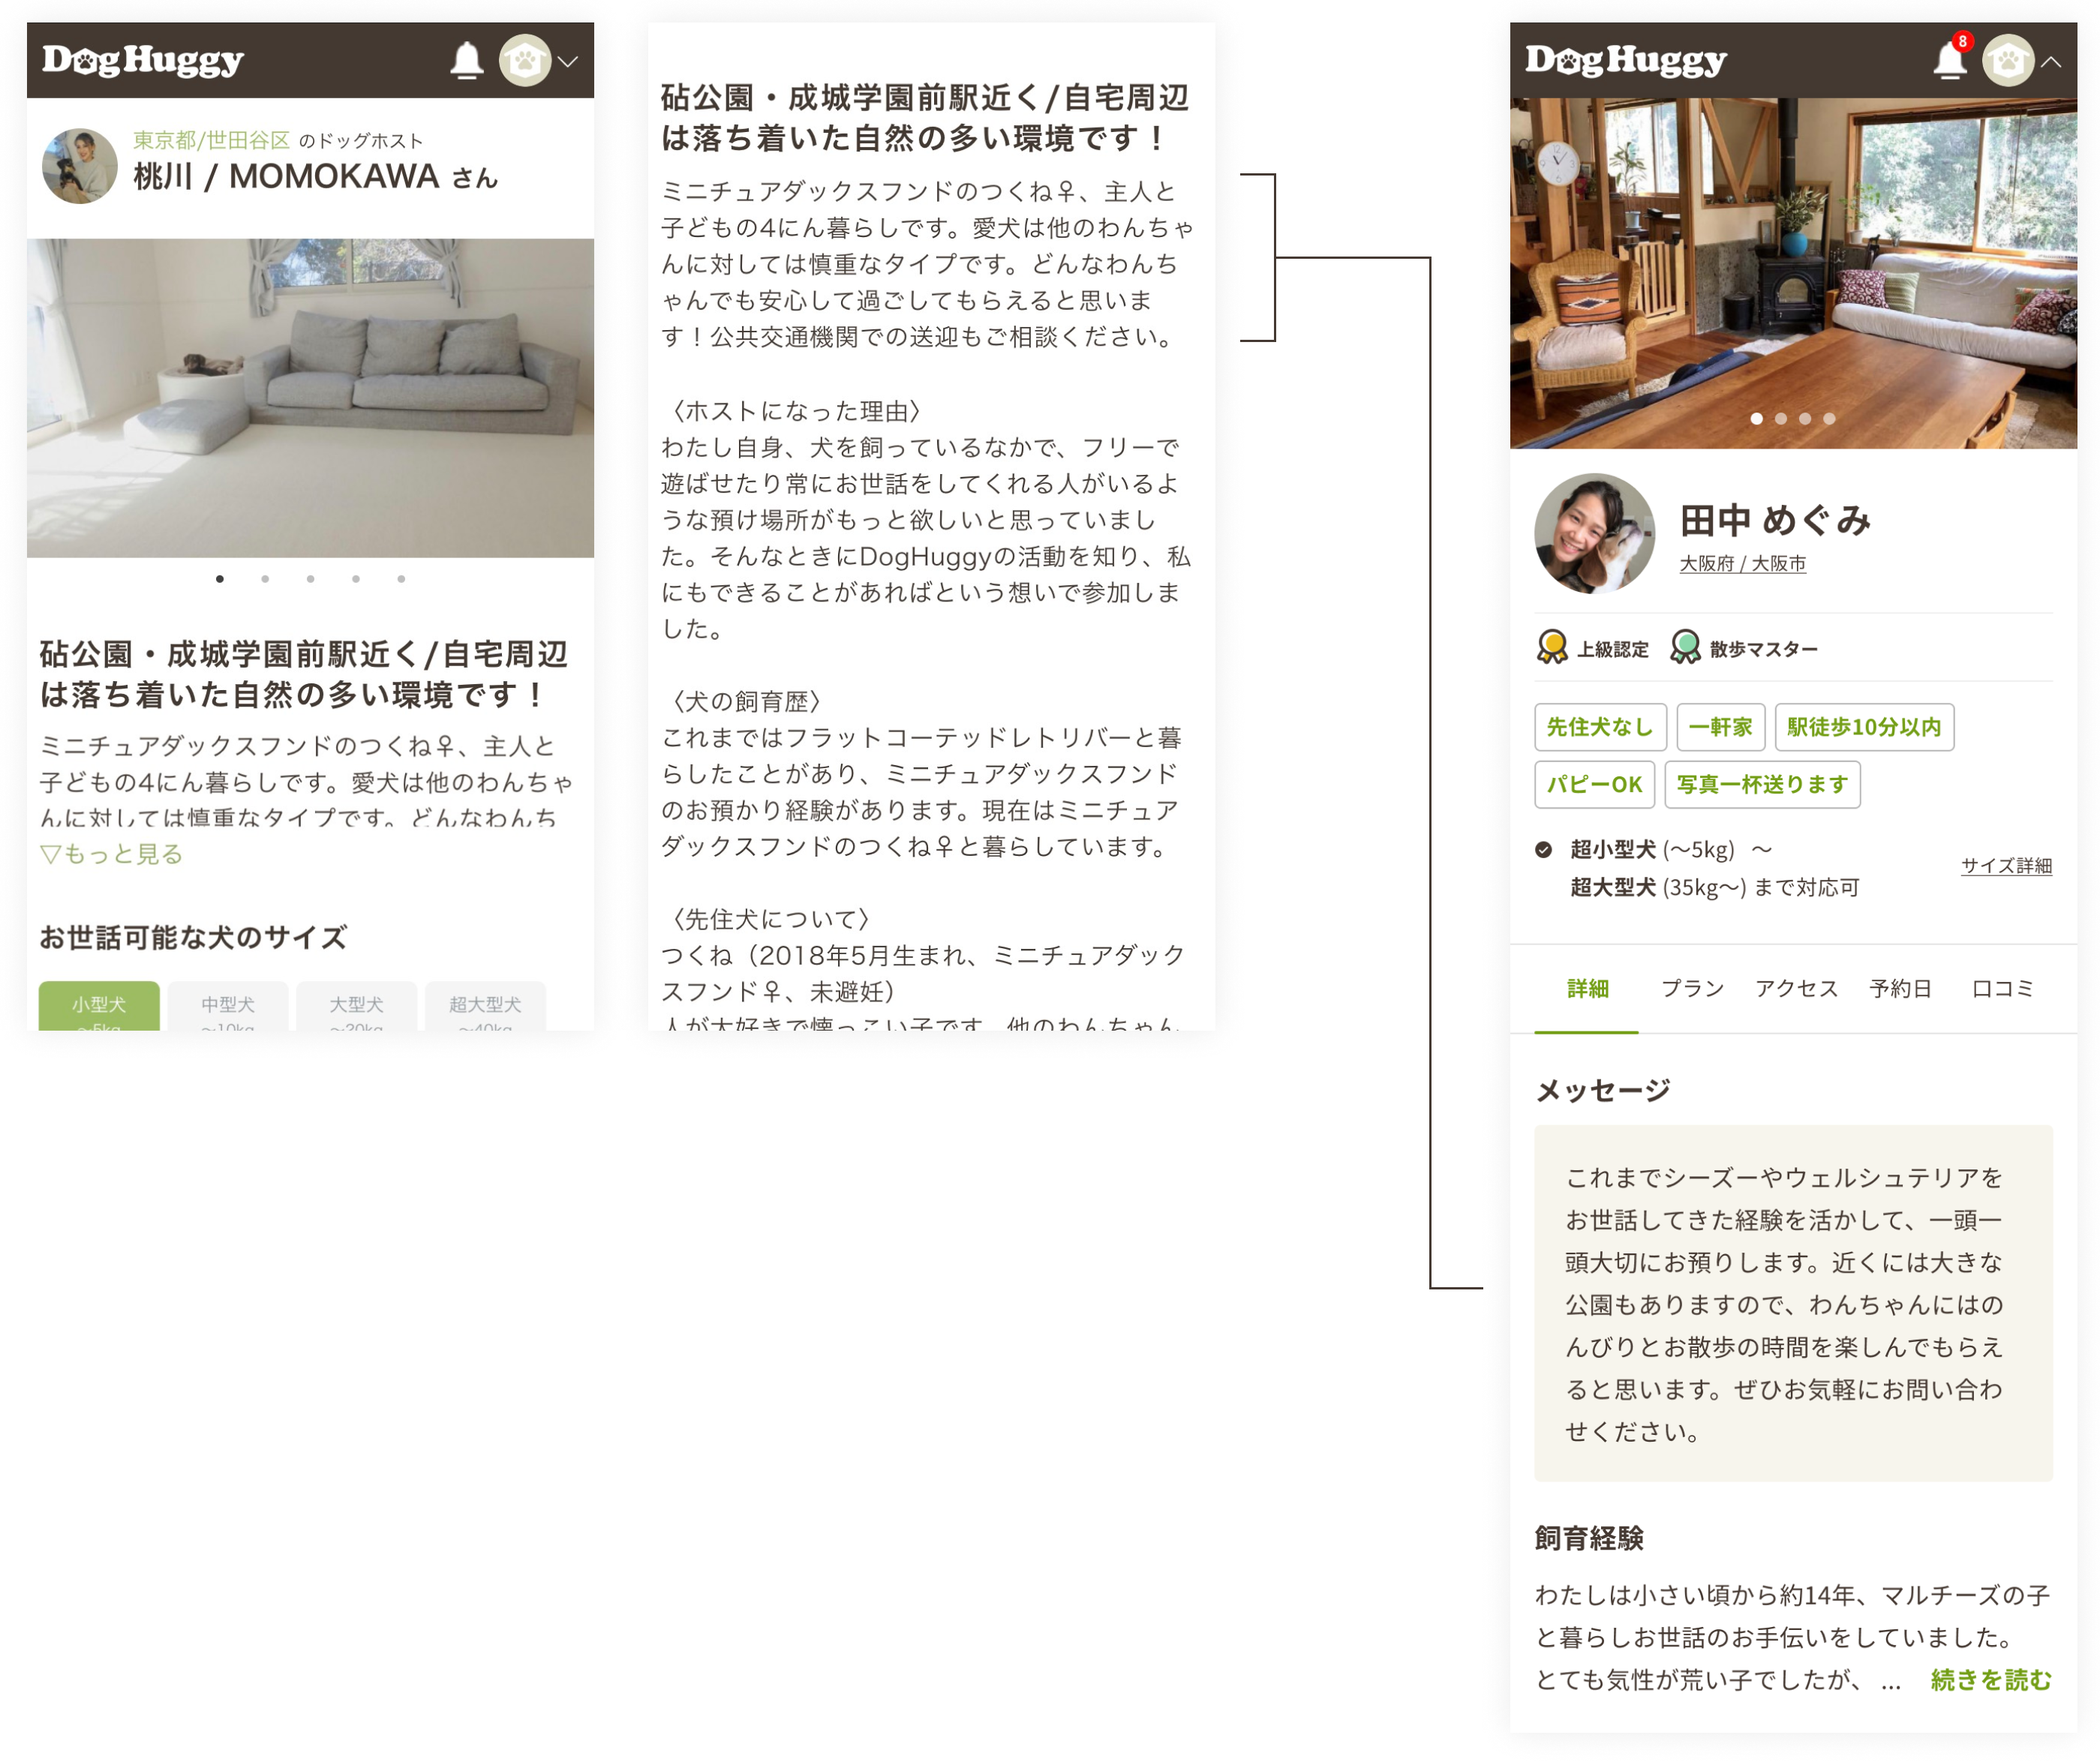 DogHuggy
東京都/世田谷区 のドッグホスト
桃川 / MOMOKAWA さん
砧公園・成城学園前駅近く/自宅周辺
は落ち着いた自然の多い環境です！
ミニチュアダックスフンドのつくね♀、主人と
子どもの4にん暮らしです。愛犬は他のわんちゃ
んに対しては慎重なタイプです。どんなわんち
▽もっと見る
お世話可能な犬のサイズ
小型犬
中型犬
大型犬
超大型犬
〜5kg
〜10kg
〜20kg
〜40kg
砧公園・成城学園前駅近く/自宅周辺
は落ち着いた自然の多い環境です！
ミニチュアダックスフンドのつくね♀、主人と
子どもの4にん暮らしです。愛犬は他のわんちゃ
んに対しては慎重なタイプです。どんなわんち
ゃんでも安心して過ごしてもらえると思いま
す！公共交通機関での送迎もご相談ください。
〈ホストになった理由〉
わたし自身、犬を飼っているなかで、フリーで
遊ばせたり常にお世話をしてくれる人がいるよ
うな預け場所がもっと欲しいと思っていまし
た。そんなときにDogHuggyの活動を知り、私
にもできることがあればという想いで参加しま
した。
〈犬の飼育歴〉
これまではフラットコーテッドレトリバーと暮
らしたことがあり、ミニチュアダックスフンド
のお預かり経験があります。現在はミニチュア
ダックスフンドのつくね♀と暮らしています。
〈先住犬について〉
つくね（2018年5月生まれ、ミニチュアダック
スフンド♀、未避妊）
人が大好きで懐っこい子です。他のわんちゃん
DogHuggy
8
田中 めぐみ
大阪府 / 大阪市
上級認定
散歩マスター
先住犬なし
一軒家
駅徒歩10分以内
パピーOK
写真一杯送ります
超小型犬 (〜5kg) 〜
超大型犬 (35kg〜) まで対応可
サイズ詳細
詳細
プラン
アクセス
予約日
口コミ
メッセージ
これまでシーズーやウェルシュテリアを
お世話してきた経験を活かして、一頭一
頭大切にお預りします。近くには大きな
公園もありますので、わんちゃんにはの
んびりとお散歩の時間を楽しんでもらえ
ると思います。ぜひお気軽にお問い合わ
せください。
飼育経験
わたしは小さい頃から約14年、マルチーズの子
と暮らしお世話のお手伝いをしていました。
とても気性が荒い子でしたが、 ... 続きを読む